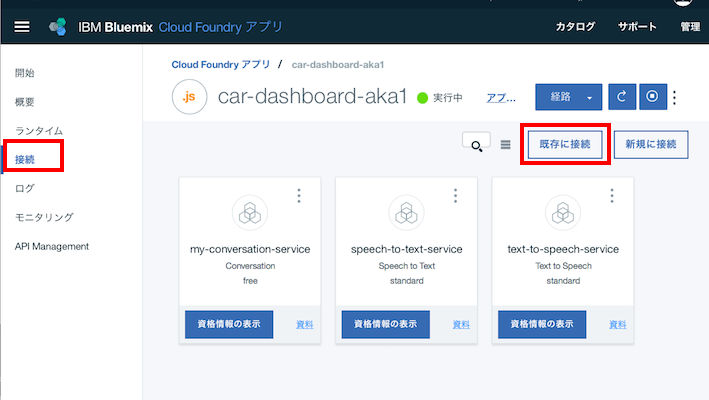 IBM Bluemix Cloud Foundry アプリ
カタログ サポート 管理
開始
概要
ランタイム
接続
ログ
モニタリング
API Management
Cloud Foundry アプリ / car-dashboard-aka1
.js car-dashboard-aka1 実行中 アプ... 経路
既存に接続 新規に接続
my-conversation-service
Conversation
free
資格情報の表示 資料
speech-to-text-service
Speech to Text
standard
資格情報の表示 資料
text-to-speech-service
Text to Speech
standard
資格情報の表示 資料